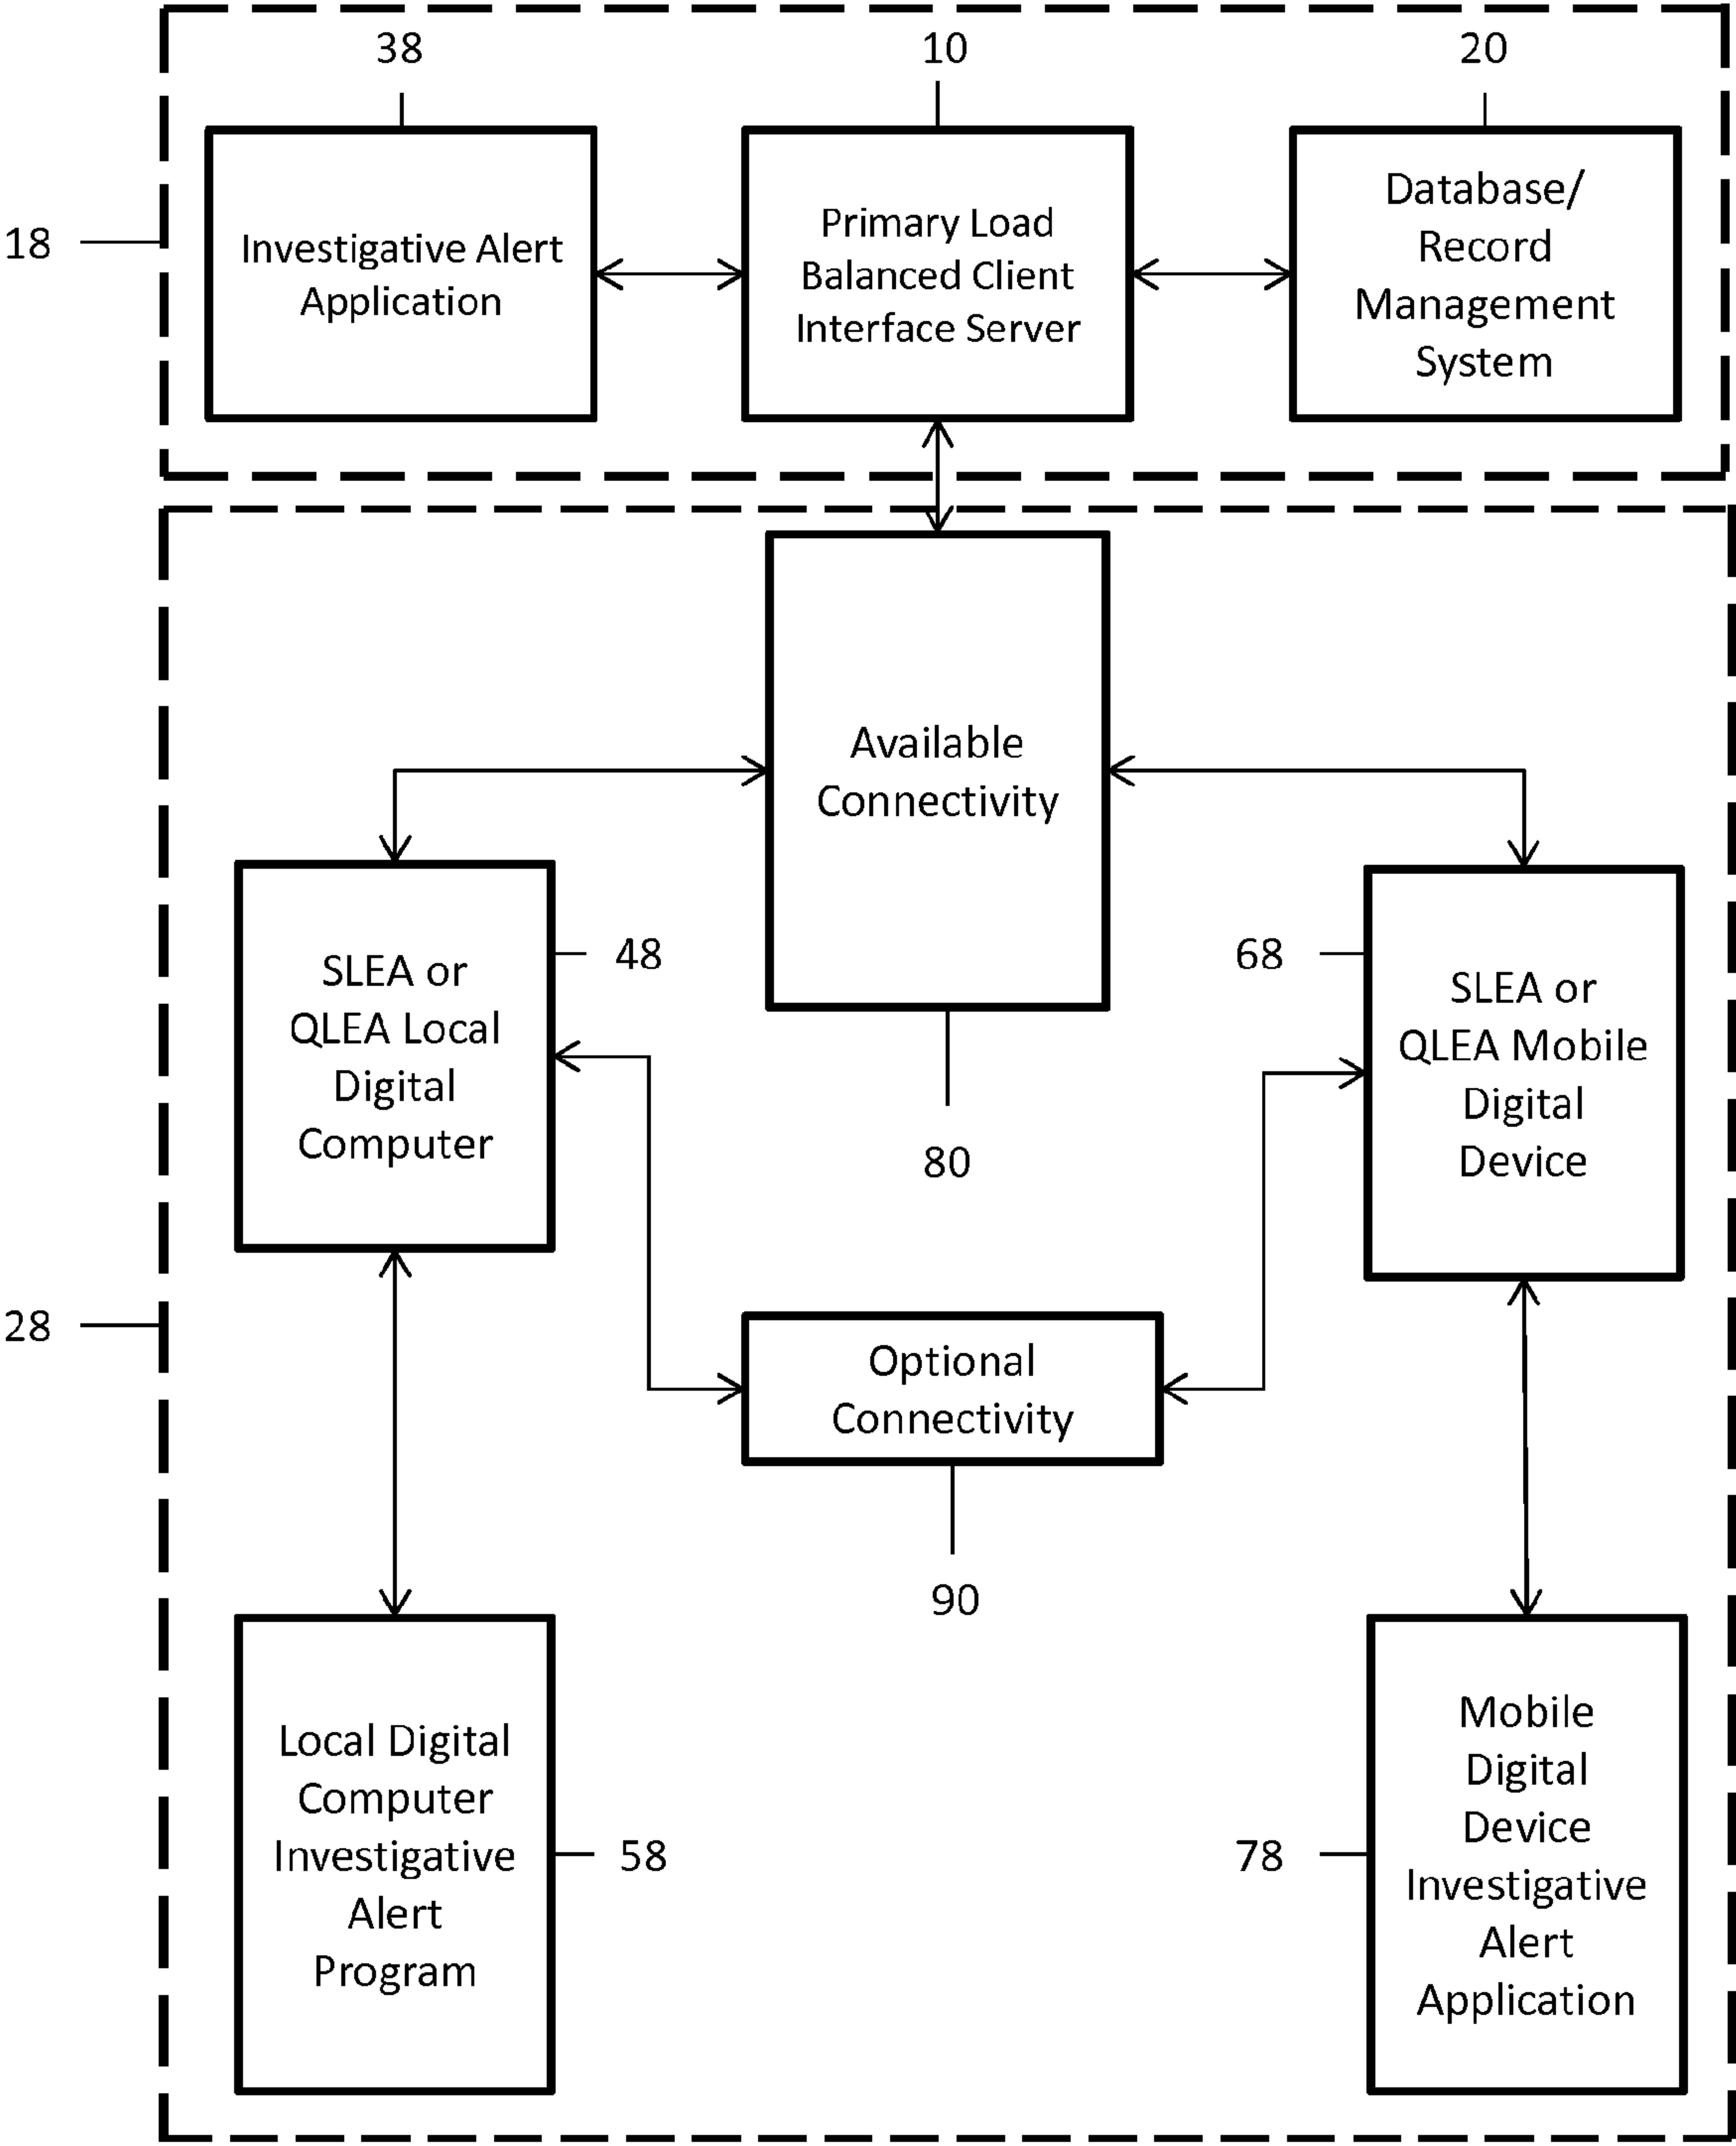 38
10
20
18
Investigative Alert
Application
Primary Load
Balanced Client
Interface Server
Database/
Record
Management
System
Available
Connectivity
80
SLEA or
QLEA Local
Digital
Computer
48
68
SLEA or
QLEA Mobile
Digital
Device
28
Optional
Connectivity
90
Local Digital
Computer
Investigative
Alert
Program
58
78
Mobile
Digital
Device
Investigative
Alert
Application